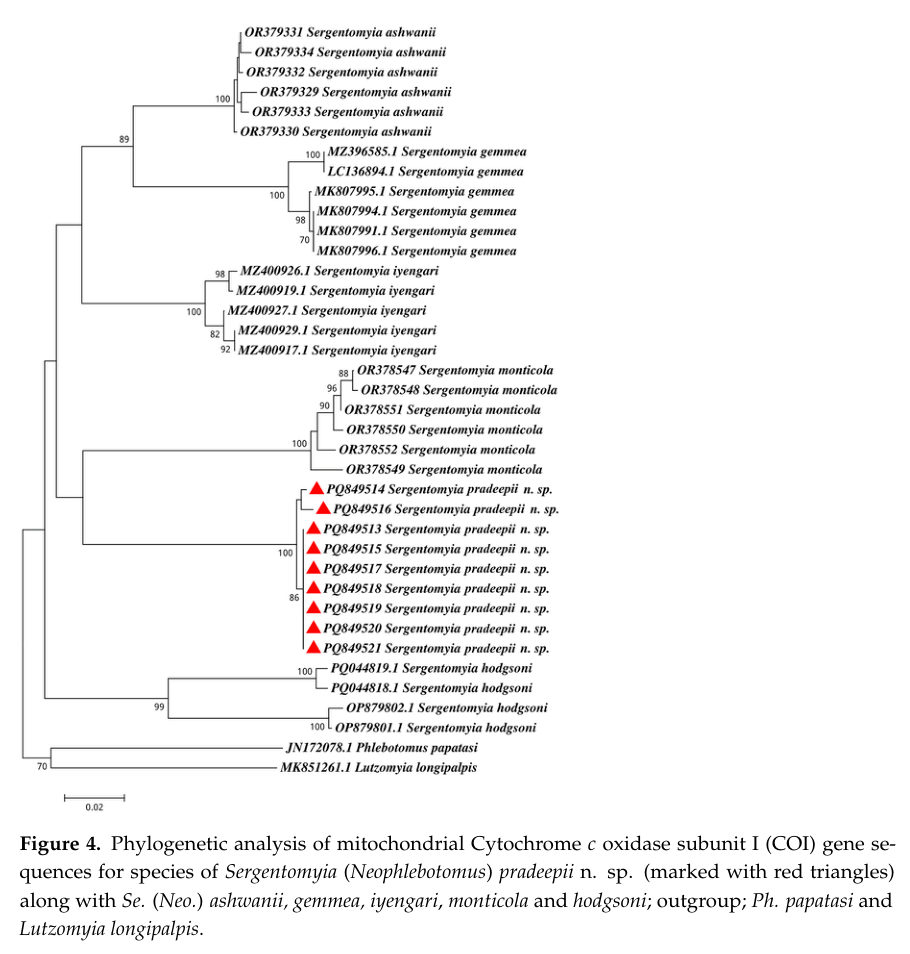 OR379331 Sergentomyia ashwanii
OR379334 Sergentomyia ashwanii
OR379332 Sergentomyia ashwanii
OR379329 Sergentomyia ashwanii
100
OR379333 Sergentomyia ashwanii
OR379330 Sergentomyia ashwanii
89
MZ396585.1 Sergentomyia gemmea
100
LC136894.1 Sergentomyia gemmea
100
MK807995.1 Sergentomyia gemmea
MK807994.1 Sergentomyia gemmea
98
MK807991.1 Sergentomyia gemmea
70
MK807996.1 Sergentomyia gemmea
MZ400926.1 Sergentomyia iyengari
98
MZ400919.1 Sergentomyia iyengari
100
MZ400927.1 Sergentomyia iyengari
MZ400929.1 Sergentomyia iyengari
82
MZ400917.1 Sergentomyia iyengari
92
OR378547 Sergentomyia monticola
88
OR378548 Sergentomyia monticola
96
OR378551 Sergentomyia monticola
90
OR378550 Sergentomyia monticola
100
OR378552 Sergentomyia monticola
OR378549 Sergentomyia monticola
PQ849514 Sergentomyia pradeepii n. sp.
PQ849516 Sergentomyia pradeepii n. sp.
PQ849513 Sergentomyia pradeepii n. sp.
100
PQ849515 Sergentomyia pradeepii n. sp.
PQ849517 Sergentomyia pradeepii n. sp.
PQ849518 Sergentomyia pradeepii n. sp.
86
PQ849519 Sergentomyia pradeepii n. sp.
PQ849520 Sergentomyia pradeepii n. sp.
PQ849521 Sergentomyia pradeepii n. sp.
PQ044819.1 Sergentomyia hodgsoni
100
PQ044818.1 Sergentomyia hodgsoni
99
OP879802.1 Sergentomyia hodgsoni
100
OP879801.1 Sergentomyia hodgsoni
JN172078.1 Phlebotomus papatasi
70
MK851261.1 Lutzomyia longipalpis
0.02
Figure 4. Phylogenetic analysis of mitochondrial Cytochrome c oxidase subunit I (COI) gene se-
quences for species of Sergentomyia (Neophlebotomus) pradeepii n. sp. (marked with red triangles)
along with Se. (Neo.) ashwanii, gemmea, iyengari, monticola and hodgsoni; outgroup; Ph. papatasi and
Lutzomyia longipalpis.